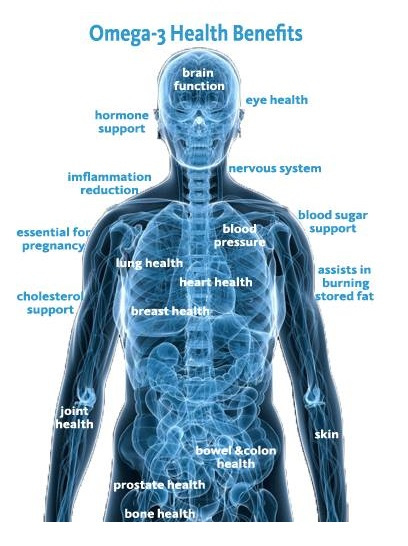 Omega-3 Health Benefits
brain
function
eye health
hormone
support
nervous system
imflammation
reduction
blood sugar
support
essential for
pregnancy
blood
pressure
lung health
heart health
assists in
burning
stored fat
cholesterol
support
breast health
joint
health
skin
bowel &colon
health
prostate health
bone health